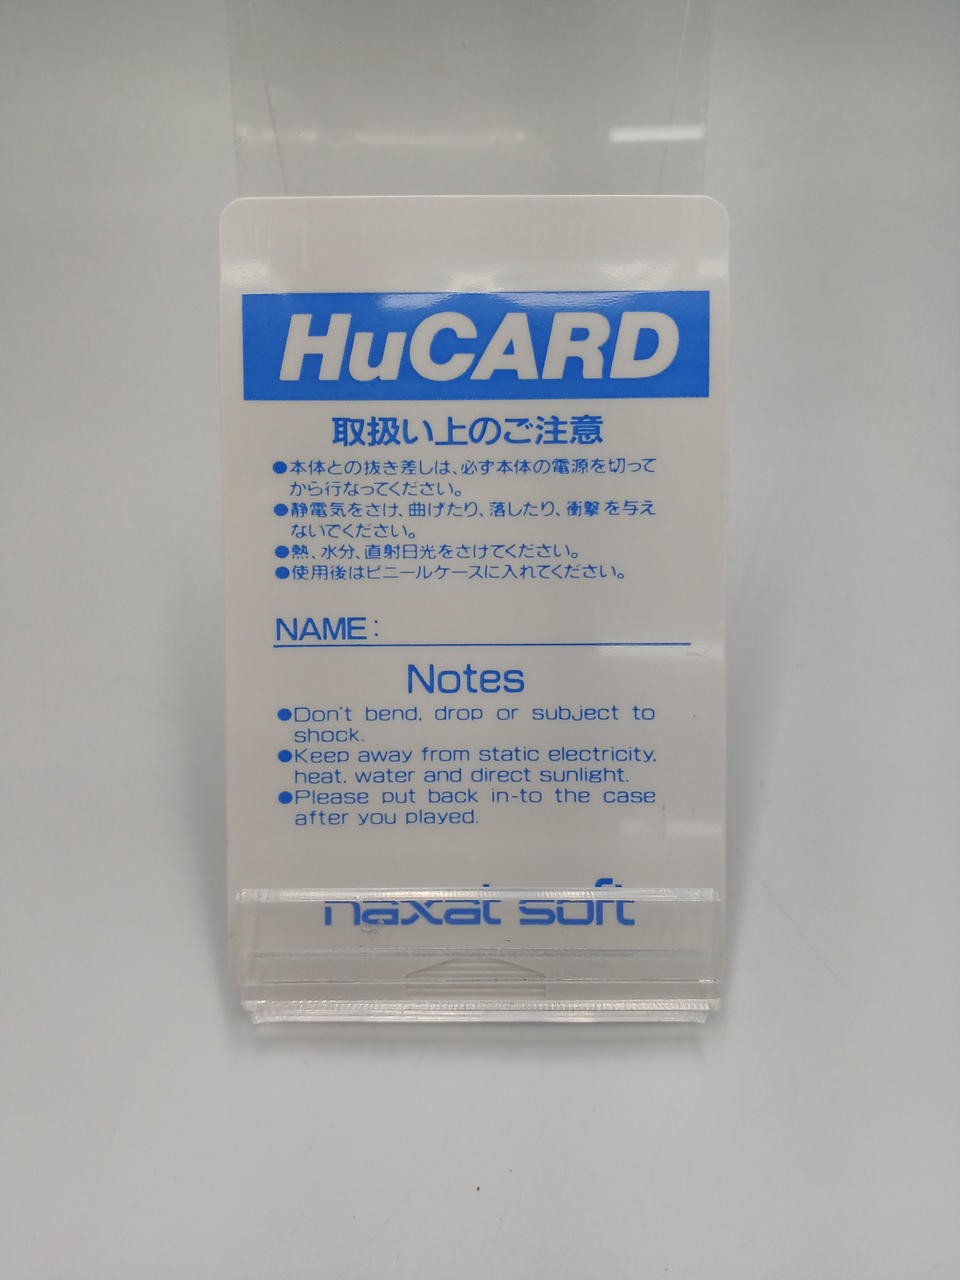 HuCARD
取扱い上のご注意
●本体との抜き差しは、必ず本体の電源を切って
から行なってください。
●静電気をさけ、曲げたり、落したり、衝撃を与え
ないでください。
●熱、水分、直射日光をさけてください。
●使用後はビニールケースに入れてください。
NAME:
Notes
●Don't bend, drop or subject to
shock.
●Keep away from static electricity,
heat, water and direct sunlight.
●Please put back in-to the case
after you played.
naxat soft